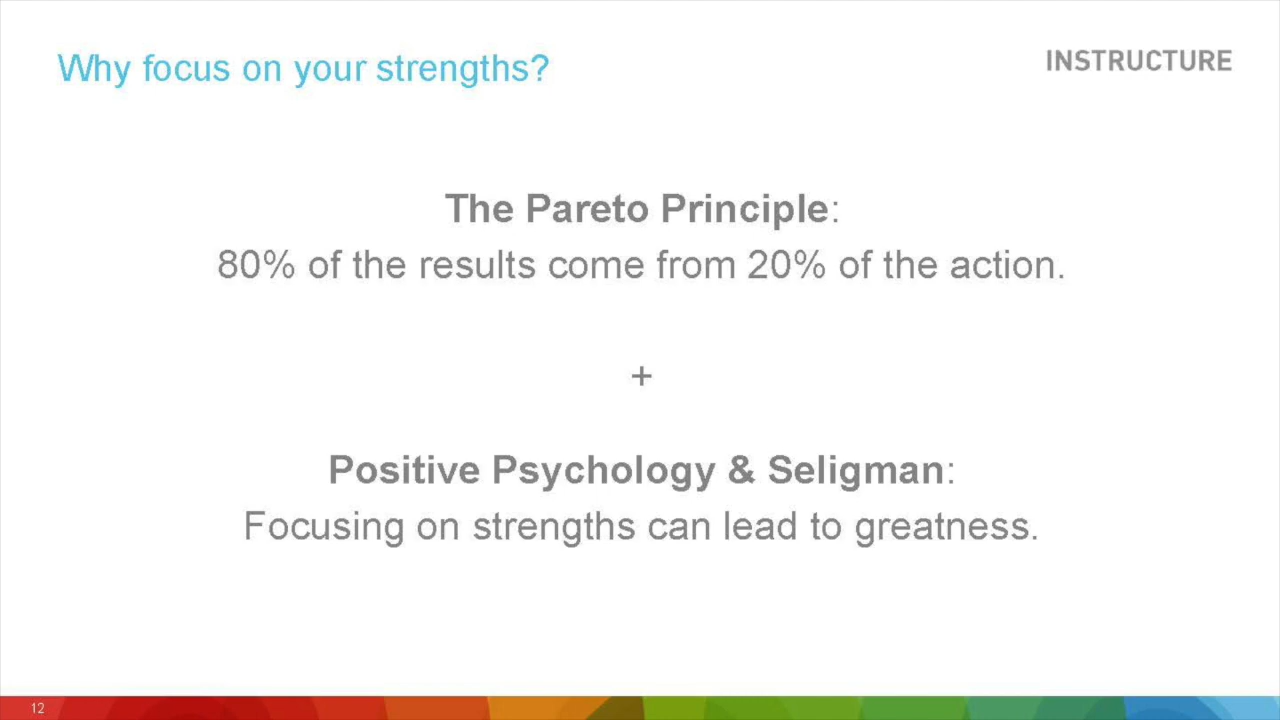 Why focus on your strengths?
INSTRUCTURE
The Pareto Principle:
80% of the results come from 20% of the action.
+
Positive Psychology & Seligman:
Focusing on strengths can lead to greatness.
12